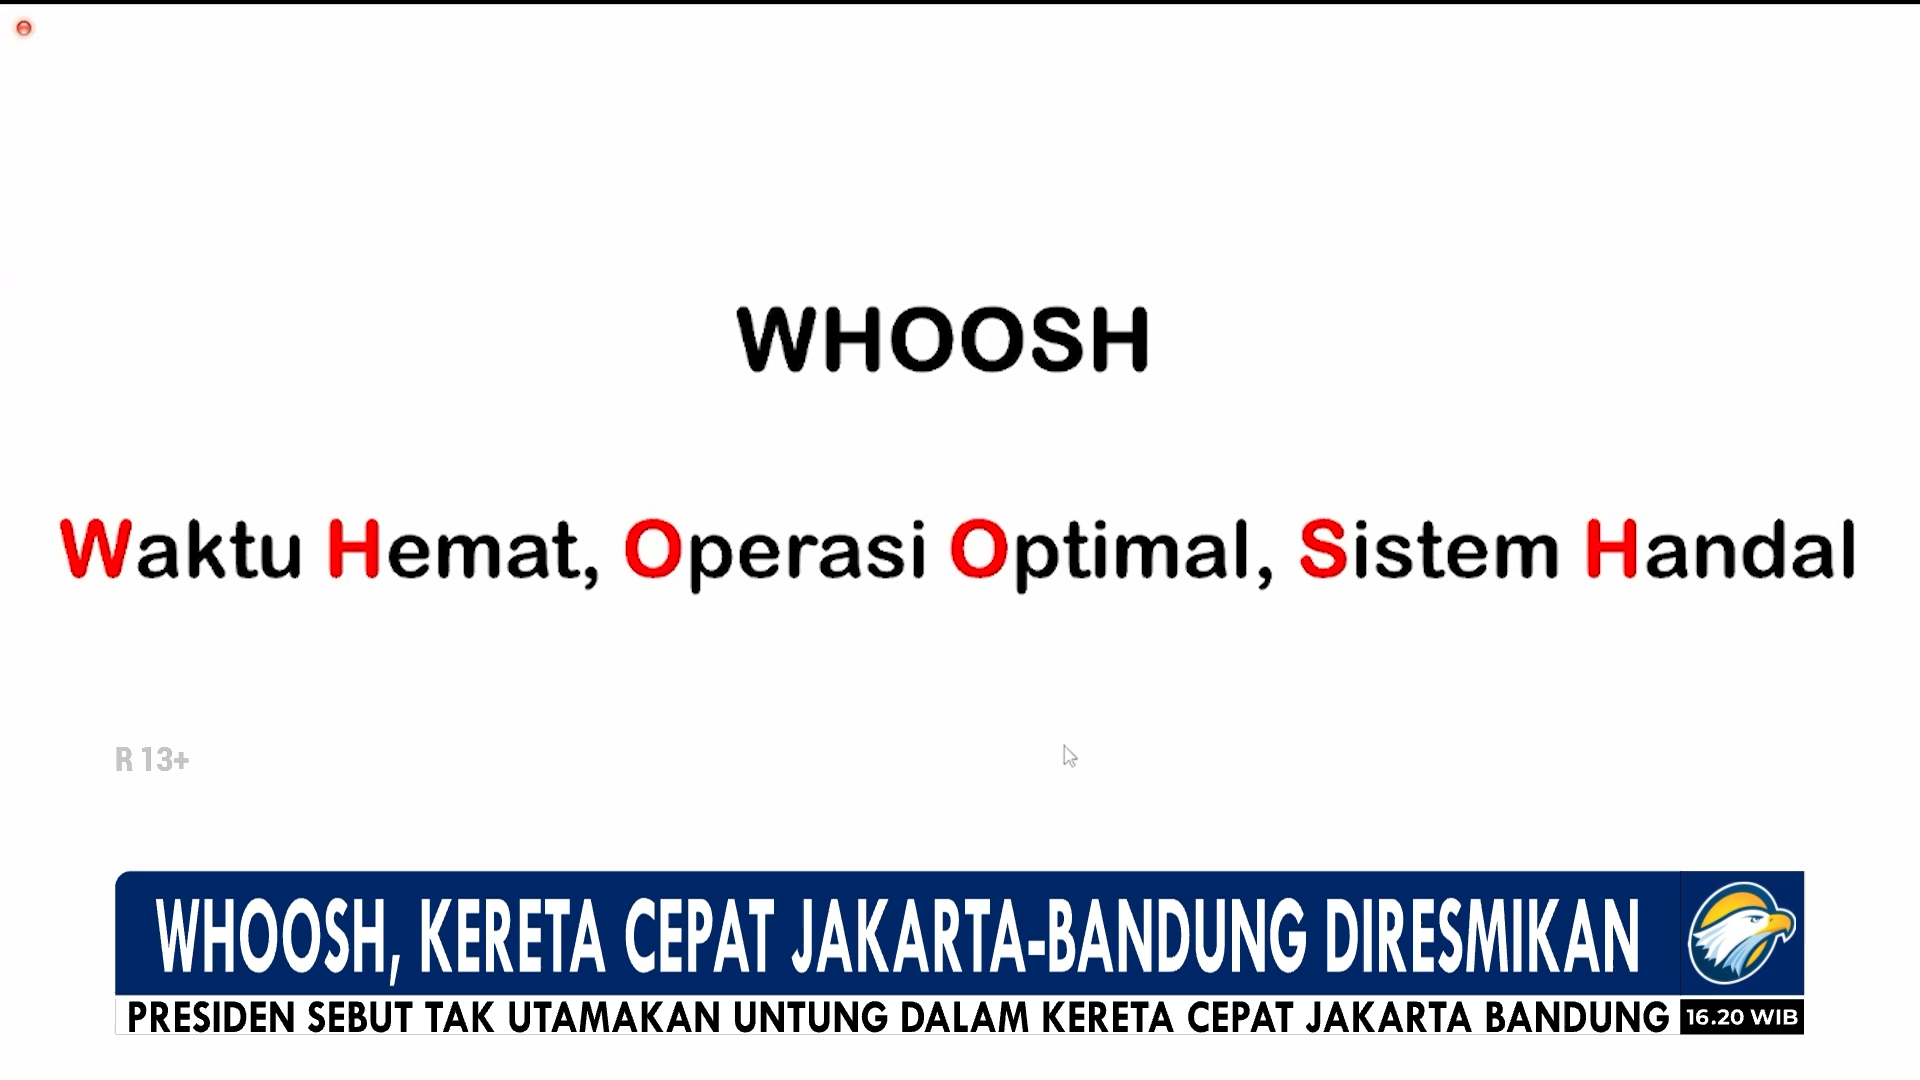 WHOOSH
Waktu Hemat, Operasi Optimal, Sistem Handal
R 13+
WHOOSH, KERETA CEPAT JAKARTA-BANDUNG DIRESMIKAN
PRESIDEN SEBUT TAK UTAMAKAN UNTUNG DALAM KERETA CEPAT JAKARTA BANDUNG
16.20 WIB